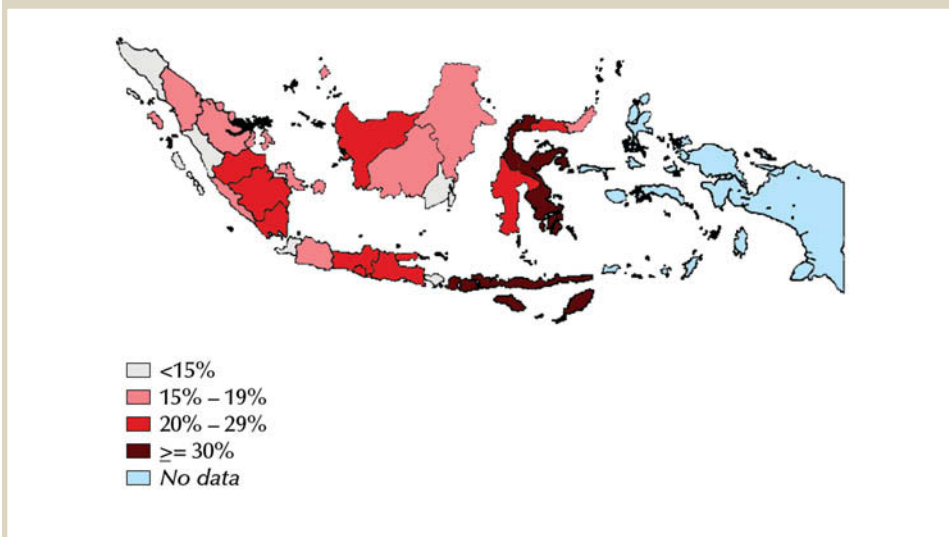 <15%
15% – 19%
20% – 29%
>= 30%
No data